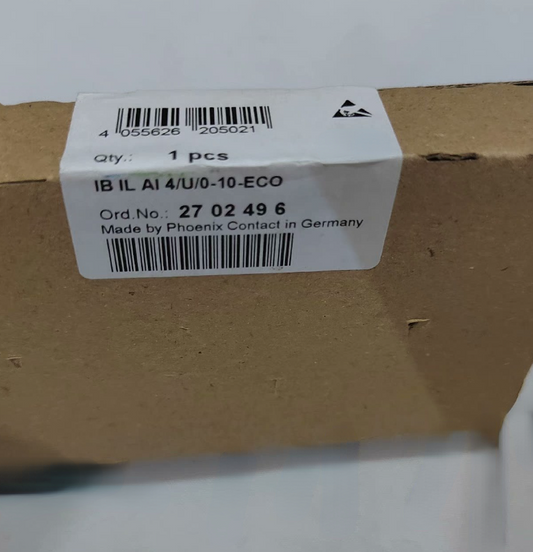 4 055626 205021
Qty.: 1 pcs
IB IL AI 4/U/0-10-ECO
Ord.No.: 27 02 49 6
Made by Phoenix Contact in Germany